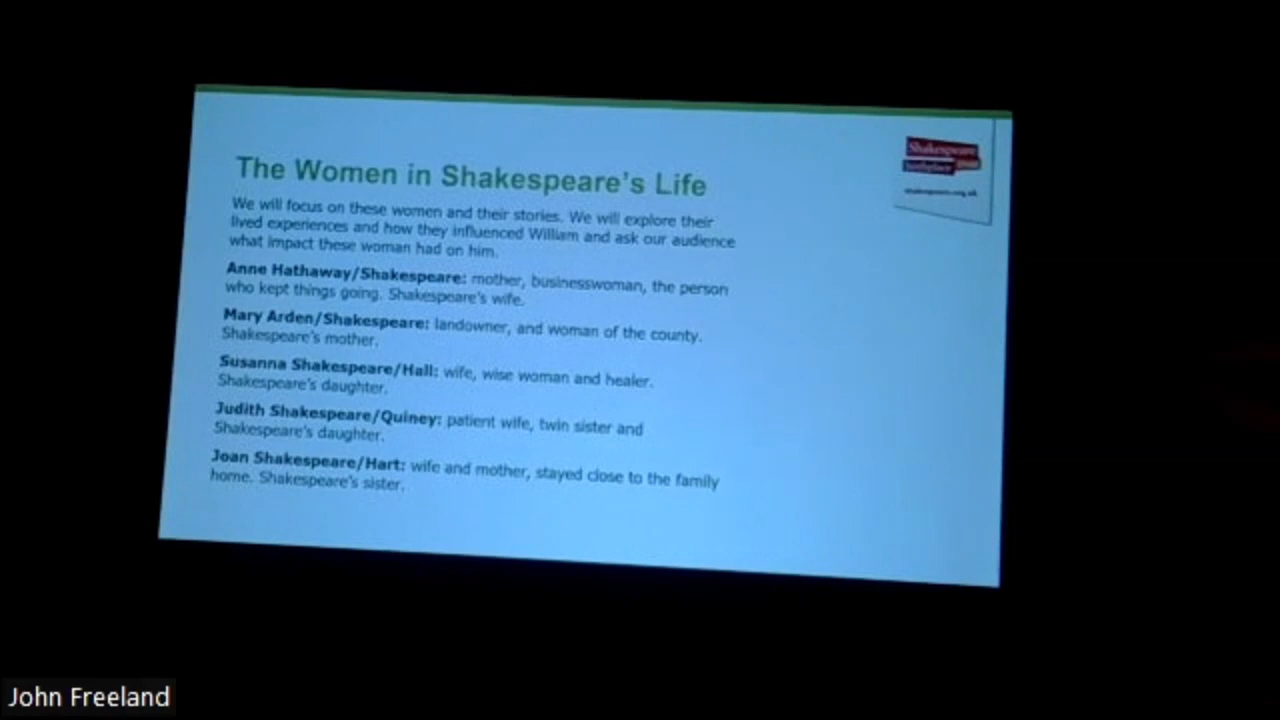 The Women in Shakespeare's Life
We will focus on these women and their stories. We will explore their
lived experiences and how they influenced William and ask our audience
what impact these woman had on him.
Anne Hathaway/Shakespeare: mother, businesswoman, the person
who kept things going. Shakespeare's wife.
Mary Arden/Shakespeare: landowner, and woman of the county.
Shakespeare's mother.
Susanna Shakespeare/Hall: wife, wise woman and healer.
Shakespeare's daughter.
Judith Shakespeare/Quiney: patient wife, twin sister and
Shakespeare's daughter.
Joan Shakespeare/Hart: wife and mother, stayed close to the family
home. Shakespeare's sister.
Shakespeare
birthplace
shakespeare.org.uk
John Freeland